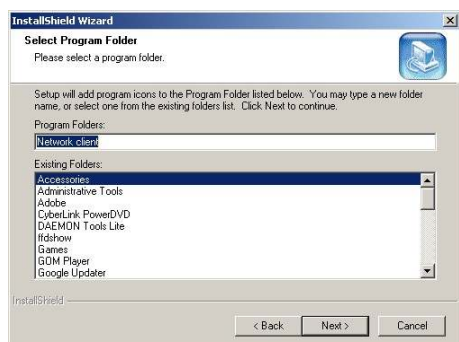 InstallShield Wizard
Select Program Folder
Please select a program folder.
Setup will add program icons to the Program Folder listed below. You may type a new folder
name, or select one from the existing folders list. Click Next to continue.
Program Folders:
Network client
Existing Folders:
Accessories
Administrative Tools
Adobe
CyberLink PowerDVD
DAEMON Tools Lite
ffdshow
Games
GOM Player
Google Updater
InstallShield
< Back
Next >
Cancel